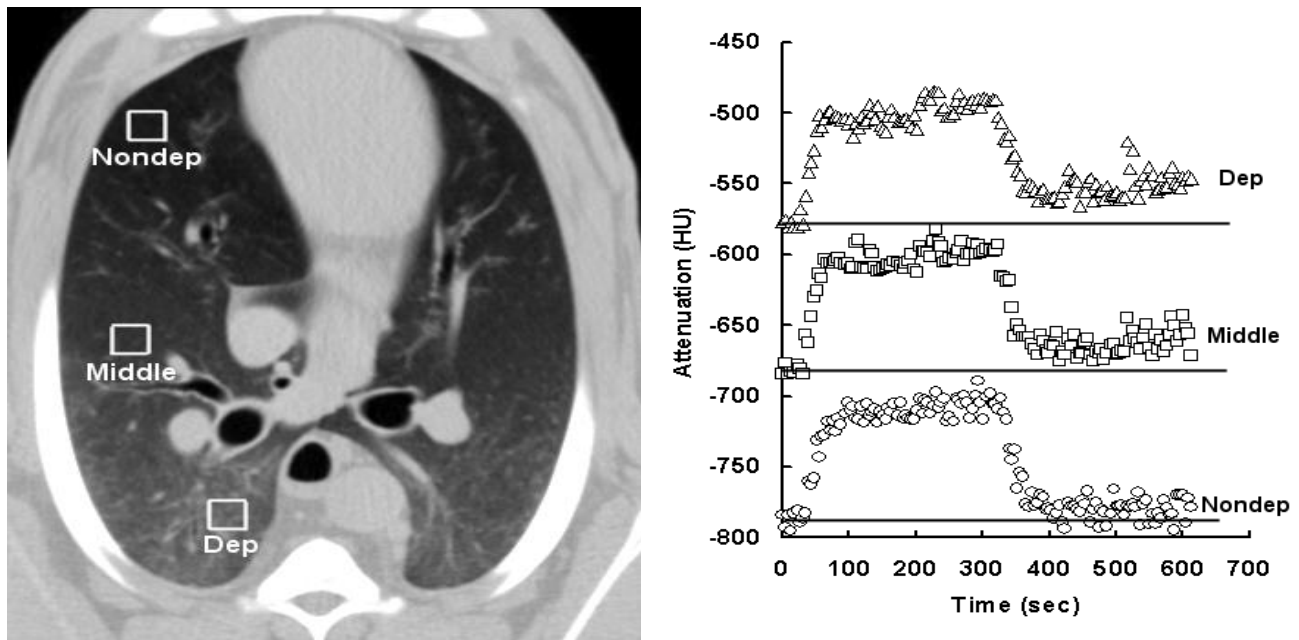 Nondep
Middle
Dep
Attenuation (HU)
-450
-500
-550
-600
-650
-700
-750
-800
Dep
Middle
Nondep
0 100 200 300 400 500 600 700
Time (sec)